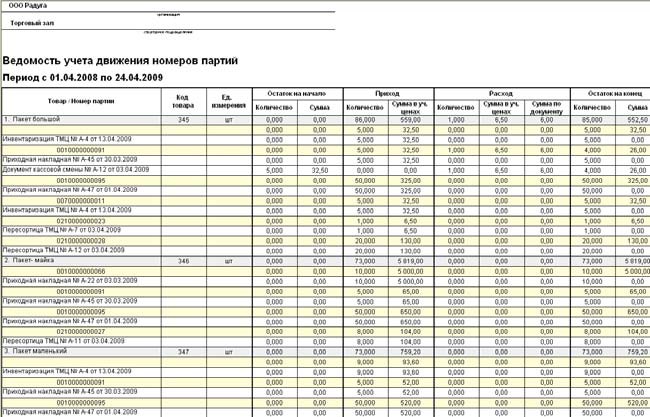 ООО Радуга
Торговый зал
Ведомость учета движения номеров партий
Период с 01.04.2008 по 24.04.2009
Товар / Номер партии Код товара Ед. измерения Остаток на начало Приход Расход Остаток на конец
Количество Сумма Количество Сумма в уч. ценах Количество Сумма в уч. ценах Сумма по документу Количество Сумма
1. Пакет большой 345 шт 0,000 0,00 86,000 559,00 1,000 6,50 6,00 85,000 552,50
0,000 0,00 5,000 32,50 0,000 0,00 0,00 5,000 32,50
Инвентаризация ТМЦ № А-4 от 13.04.2009 0,000 0,00 5,000 32,50 0,000 0,00 0,00 5,000 0,00
0010000000091 0,000 0,00 5,000 32,50 1,000 6,50 6,00 4,000 26,00
Приходная накладная № А-45 от 30.03.2009 0,000 0,00 5,000 32,50 0,000 0,00 0,00 5,000 0,00
Документ кассовой смены № А-12 от 03.04.2009 5,000 32,50 0,000 0,00 1,000 6,50 6,00 4,000 26,00
0010000000095 0,000 0,00 50,000 325,00 0,000 0,00 0,00 50,000 325,00
Приходная накладная № А-47 от 01.04.2009 0,000 0,00 50,000 325,00 0,000 0,00 0,00 50,000 0,00
0070000000011 0,000 0,00 5,000 32,50 0,000 0,00 0,00 5,000 32,50
Инвентаризация ТМЦ № А-4 от 13.04.2009 0,000 0,00 5,000 32,50 0,000 0,00 0,00 5,000 0,00
0210000000023 0,000 0,00 1,000 6,50 0,000 0,00 0,00 1,000 6,50
Пересортица ТМЦ № А-7 от 03.04.2009 0,000 0,00 1,000 6,50 0,000 0,00 0,00 1,000 0,00
0210000000028 0,000 0,00 20,000 130,00 0,000 0,00 0,00 20,000 130,00
Пересортица ТМЦ № А-12 от 03.04.2009 0,000 0,00 20,000 130,00 0,000 0,00 0,00 20,000 0,00
2. Пакет- майка 346 шт 0,000 0,00 73,000 5 819,00 0,000 0,00 0,00 73,000 5 819,00
0010000000066 0,000 0,00 10,000 5 000,00 0,000 0,00 0,00 10,000 5 000,00
Приходная накладная № А-22 от 03.03.2009 0,000 0,00 10,000 5 000,00 0,000 0,00 0,00 10,000 0,00
0010000000091 0,000 0,00 5,000 65,00 0,000 0,00 0,00 5,000 65,00
Приходная накладная № А-45 от 30.03.2009 0,000 0,00 5,000 65,00 0,000 0,00 0,00 5,000 0,00
0010000000095 0,000 0,00 50,000 650,00 0,000 0,00 0,00 50,000 650,00
Приходная накладная № А-47 от 01.04.2009 0,000 0,00 50,000 650,00 0,000 0,00 0,00 50,000 0,00
0210000000027 0,000 0,00 8,000 104,00 0,000 0,00 0,00 8,000 104,00
Пересортица ТМЦ № А-11 от 03.04.2009 0,000 0,00 8,000 104,00 0,000 0,00 0,00 8,000 0,00
3. Пакет маленький 347 шт 0,000 0,00 73,000 759,20 0,000 0,00 0,00 73,000 759,20
0,000 0,00 9,000 93,60 0,000 0,00 0,00 9,000 93,60
Инвентаризация ТМЦ № А-4 от 13.04.2009 0,000 0,00 9,000 93,60 0,000 0,00 0,00 9,000 0,00
0010000000091 0,000 0,00 5,000 52,00 0,000 0,00 0,00 5,000 52,00
Приходная накладная № А-45 от 30.03.2009 0,000 0,00 5,000 52,00 0,000 0,00 0,00 5,000 0,00
0010000000095 0,000 0,00 50,000 520,00 0,000 0,00 0,00 50,000 520,00
Приходная накладная № А-47 от 01.04.2009 0,000 0,00 50,000 520,00 0,000 0,00 0,00 50,000 0,00